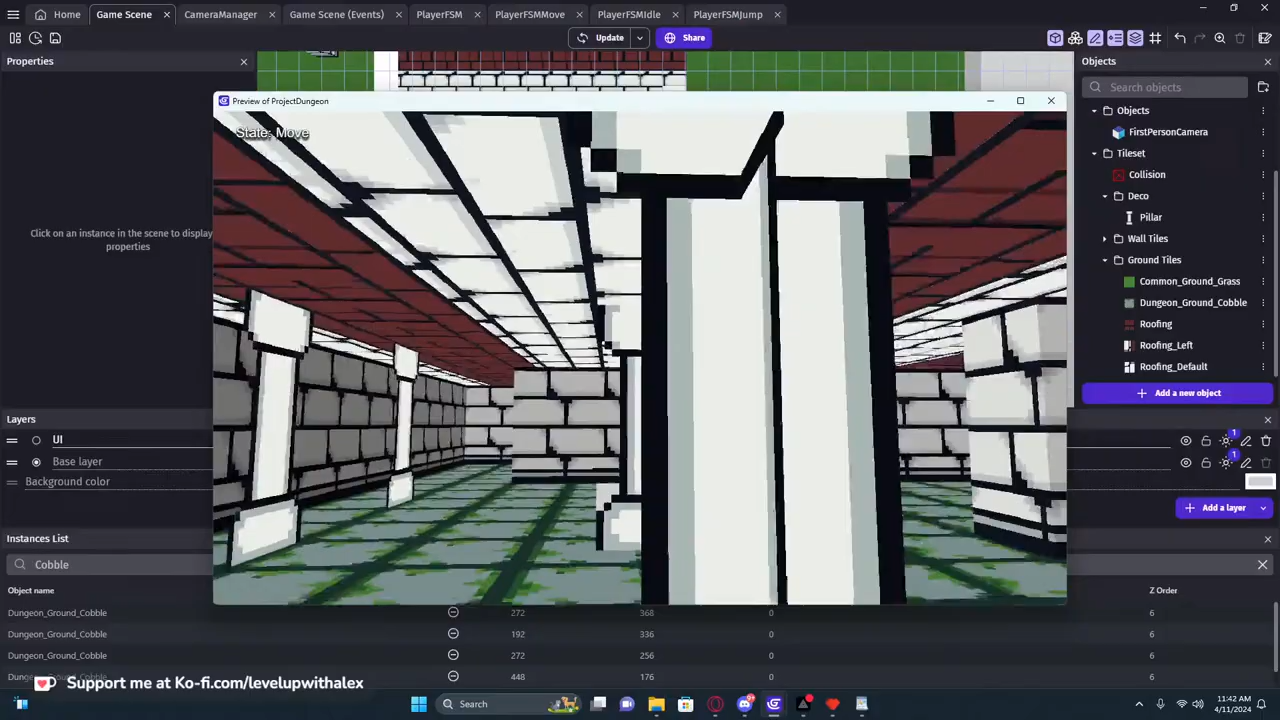 Home
Game Scene
CameraManager
Game Scene (Events)
PlayerFSM
PlayerFSMMove
PlayerFSMIdle
PlayerFSMJump
Update
Share
Properties
Objects
Preview of ProjectDungeon
Search objects
State: Move
Objects
FirstPersonCamera
Tileset
Collision
Deco
Click on an instance in the scene to display
properties
Pillar
Wall Tiles
Ground Tiles
Common_Ground_Grass
Dungeon_Ground_Cobble
Roofing
Roofing_Left
Roofing_Default
Add a new object
Layers
UI
1
Base layer
1
Background color
Add a layer
Instances List
Cobble
Object name
Z Order
Dungeon_Ground_Cobble 272 368 0 6
Dungeon_Ground_Cobble 192 336 0 6
Dungeon_Ground_Cobble 272 256 0 6
448 176 0 6
Support me at Ko-fi.com/levelupwithalex
Search
11:42 AM
4/11/2024